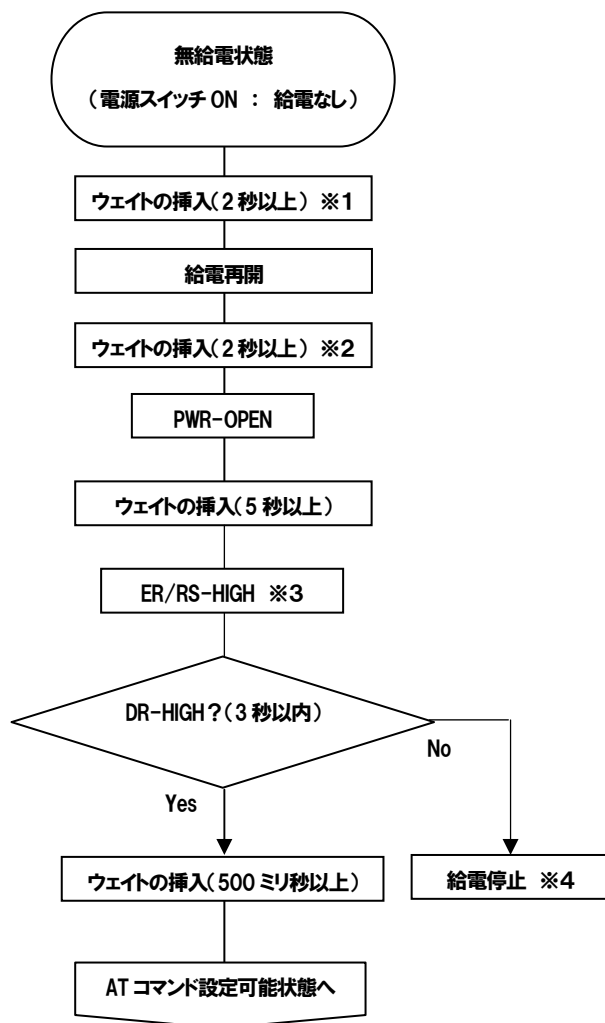 無給電状態
（電源スイッチ ON ： 給電なし）
ウェイトの挿入（2 秒以上） ※1
給電再開
ウェイトの挿入（2 秒以上） ※2
PWR-OPEN
ウェイトの挿入（5 秒以上）
ER/RS-HIGH ※3
DR-HIGH？（3 秒以内）
No
Yes
ウェイトの挿入（500 ミリ秒以上）
給電停止 ※4
AT コマンド設定可能状態へ